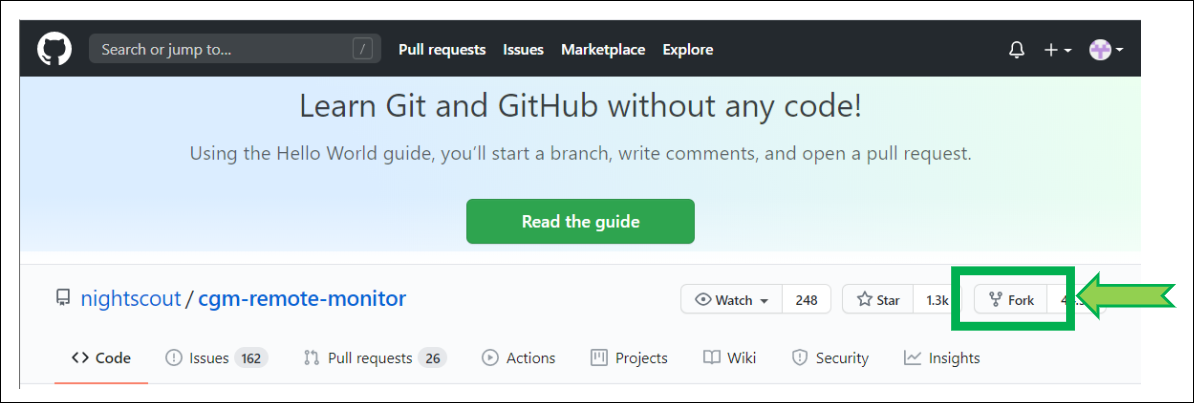 Search or jump to... /
Pull requests Issues Marketplace Explore
Learn Git and GitHub without any code!
Using the Hello World guide, you’ll start a branch, write comments, and open a pull request.
Read the guide
nightscout / cgm-remote-monitor
Watch 248 Star 1.3k Fork
Code Issues 162 Pull requests 26 Actions Projects Wiki Security Insights